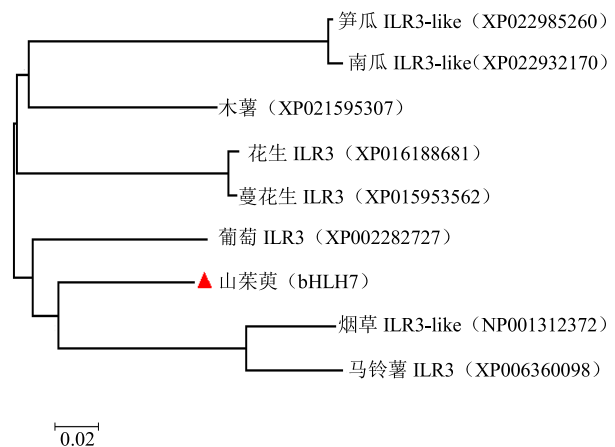 笋瓜 ILR3-like（XP022985260)
南瓜 ILR3-like(XP022932170)
木薯（XP021595307)
花生 ILR3（XP016188681)
蔓花生 ILR3（XP015953562)
葡萄 ILR3（XP002282727)
山茱萸（bHLH7)
烟草 ILR3-like（NP001312372)
马铃薯 ILR3（XP006360098)
0.02